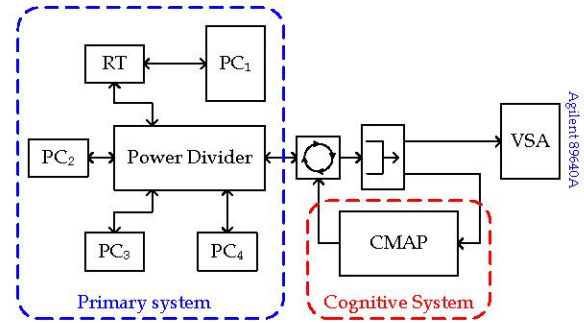 RT
PC1
PC2
Power Divider
PC3
PC4
Primary system
VSA
Agilent 89640A
CMAP
Cognitive System